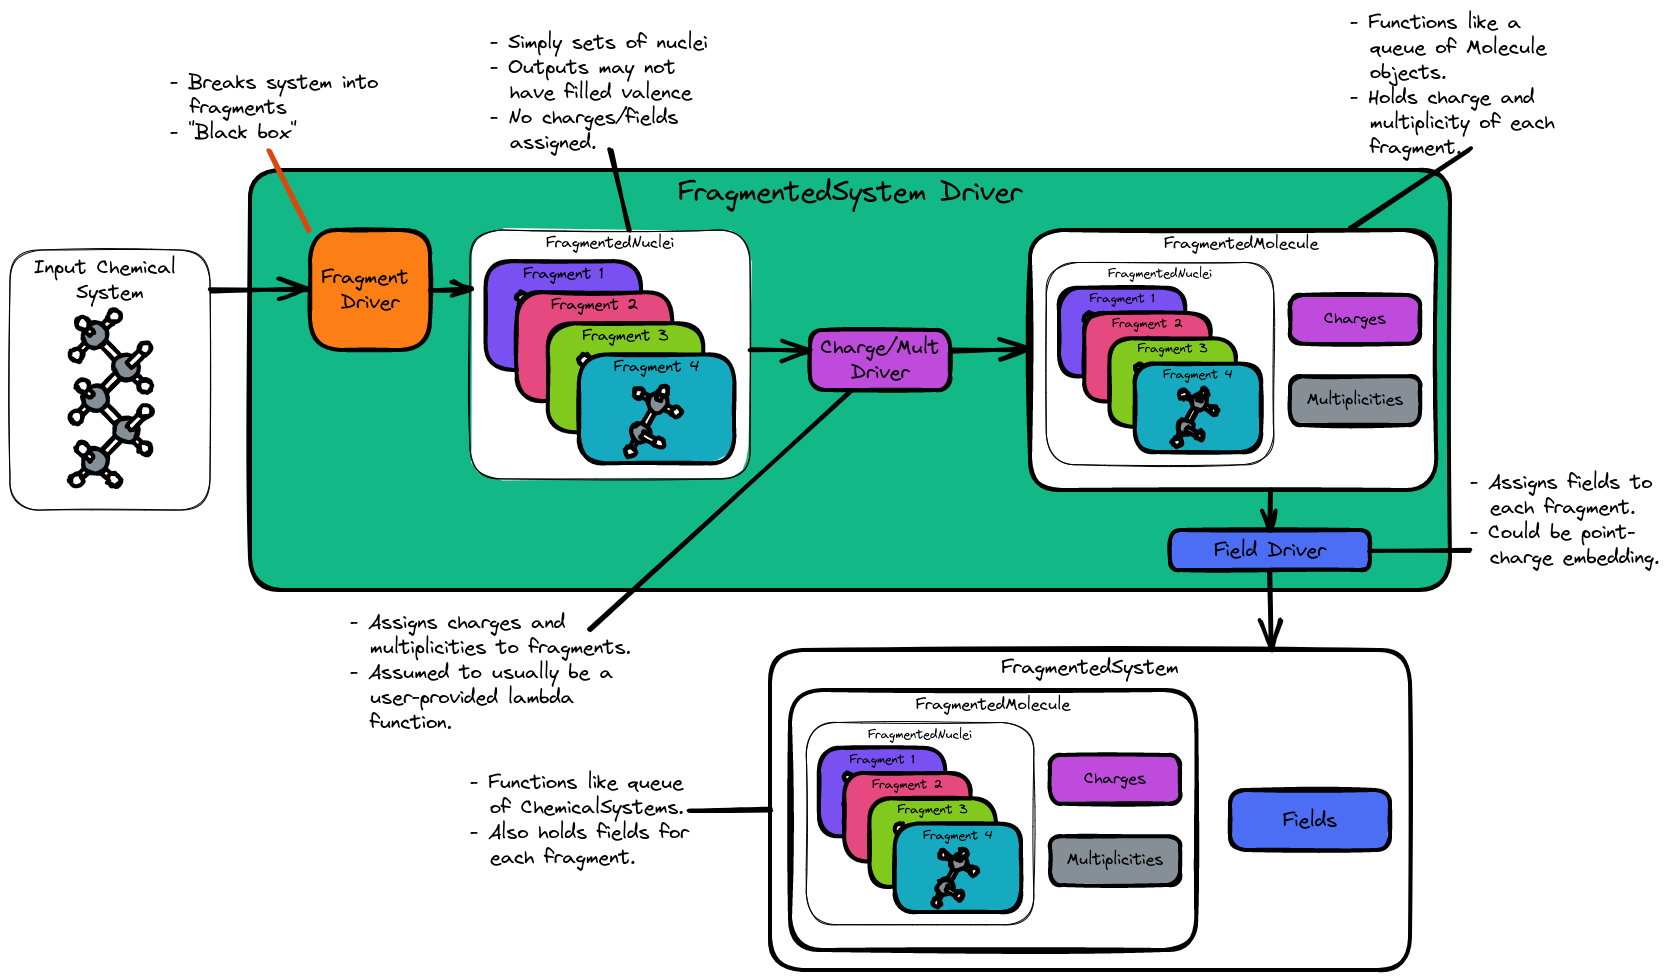 - Functions like a
queue of Molecule
objects.
- Holds charge and
multiplicity of each
fragment.
- Simply sets of nuclei
- Outputs may not
have filled valence
- No charges/fields
assigned.
- Breaks system into
fragments
- "Black box"
FragmentedSystem Driver
Input Chemical
System
Fragment
Driver
FragmentedNuclei
Fragment 1
Fragment 2
Fragment 3
Fragment 4
Charge/Mult
Driver
FragmentedMolecule
FragmentedNuclei
Fragment 1
Fragment 2
Fragment 3
Fragment 4
Charges
Multiplicities
Field Driver
- Assigns fields to
each fragment.
- Could be point-
charge embedding.
- Assigns charges and
multiplicities to fragments.
- Assumed to usually be a
user-provided lambda
function.
FragmentedSystem
FragmentedMolecule
FragmentedNuclei
Fragment 1
Fragment 2
Fragment 3
Fragment 4
Charges
Multiplicities
Fields
- Functions like queue
of ChemicalSystems.
- Also holds fields for
each fragment.